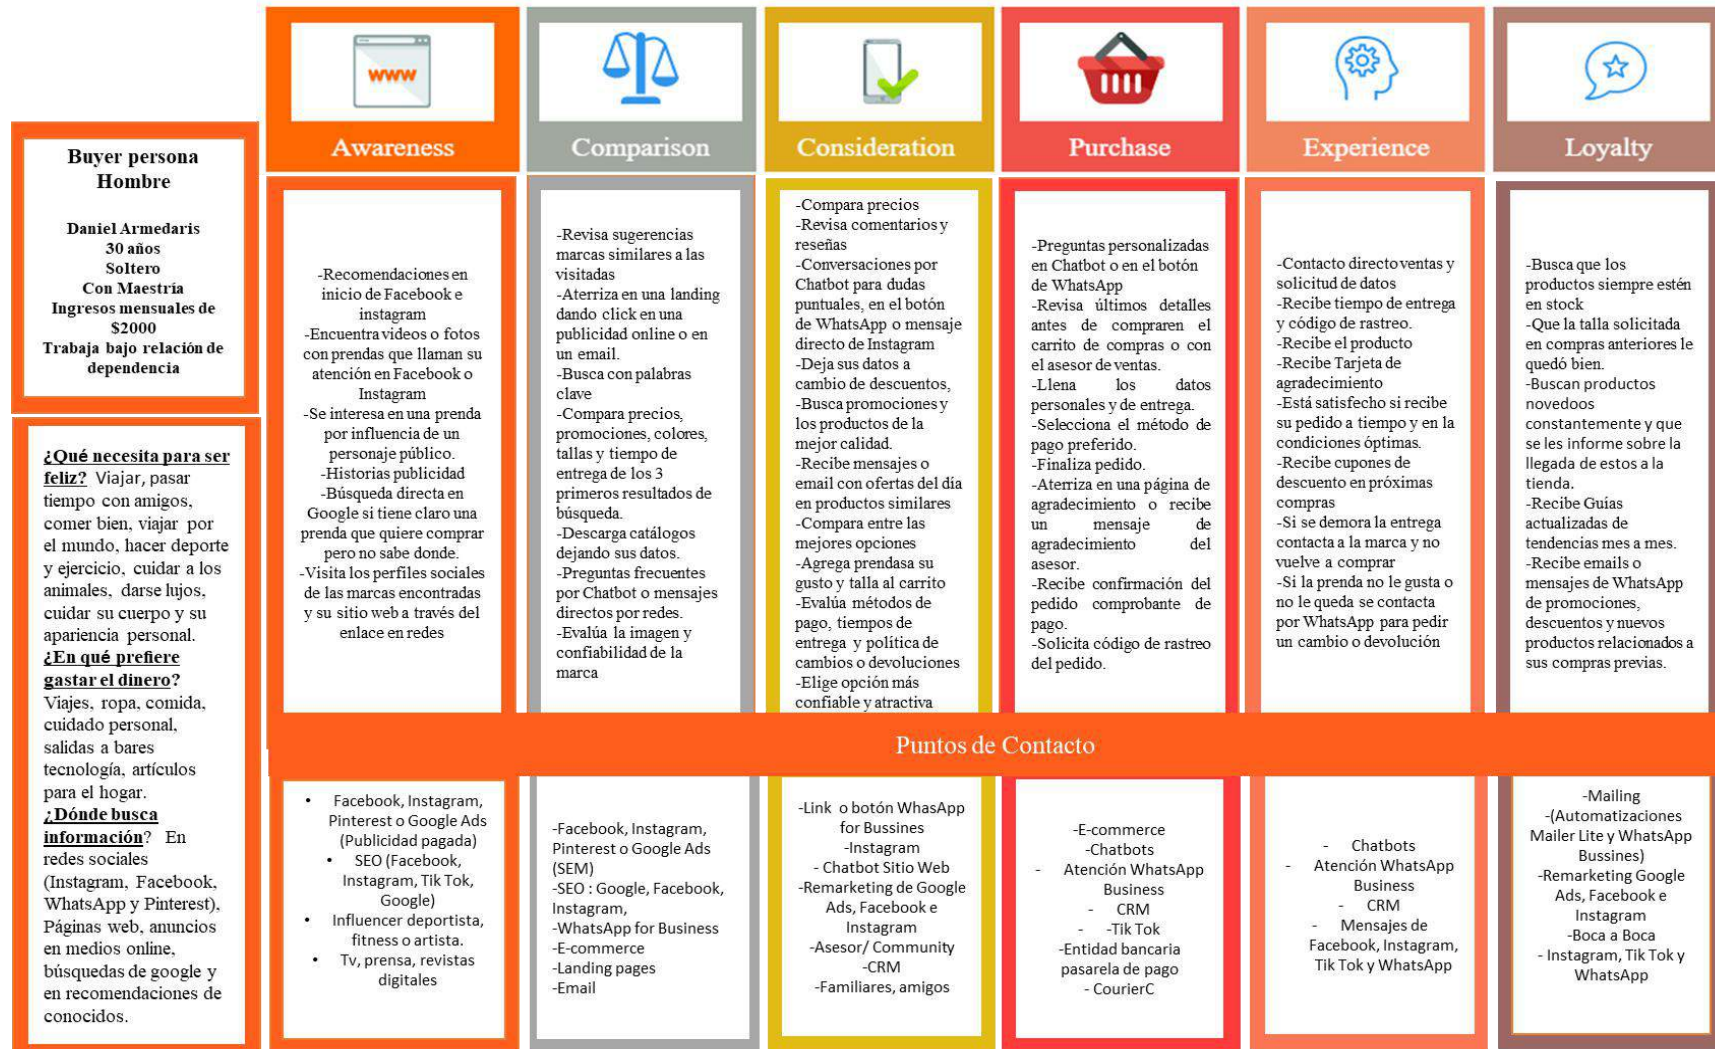 Buyer persona
Hombre
Daniel Armedaris
30 años
Soltero
Con Maestría
Ingresos mensuales de
$2000
Trabaja bajo relación de
dependencia
¿Qué necesita para ser
feliz? Viajar, pasar
tiempo con amigos,
comer bien, viajar por
el mundo, hacer deporte
y ejercicio, cuidar a los
animales, darse lujos,
cuidar su cuerpo y su
apariencia personal.
¿En qué prefiere
gastar el dinero?
Viajes, ropa, comida,
cuidado personal,
salidas a bares
tecnología, artículos
para el hogar.
¿Dónde busca
información? En
redes sociales
(Instagram, Facebook,
WhatsApp y Pinterest),
Páginas web, anuncios
en medios online,
búsquedas de google y
en recomendaciones de
conocidos.
www
Awareness
-Recomendaciones en
inicio de Facebook e
instagram
-Encuentra videos o fotos
con prendas que llaman su
atención en Facebook o
Instagram
-Se interesa en una prenda
por influencia de un
personaje público.
-Historias publicidad
-Búsqueda directa en
Google si tiene claro una
prenda que quiere comprar
pero no sabe donde.
-Visita los perfiles sociales
de las marcas encontradas
y su sitio web a través del
enlace en redes
Comparison
-Revisa sugerencias
marcas similares a las
visitadas
-Aterriza en una landing
dando click en una
publicidad online o en
un email.
-Busca con palabras
clave
-Compara precios,
promociones, colores,
tallas y tiempo de
entrega de los 3
primeros resultados de
búsqueda.
-Descarga catálogos
dejando sus datos.
-Preguntas frecuentes
por Chatbot o mensajes
directos por redes.
-Evalúa la imagen y
confiabilidad de la
marca
Consideration
-Compara precios
-Revisa comentarios y
reseñas
-Conversaciones por
Chatbot para dudas
puntuales, en el botón
de WhatsApp o mensaje
directo de Instagram
-Deja sus datos a
cambio de descuentos,
-Busca promociones y
los productos de la
mejor calidad.
-Recibe mensajes o
email con ofertas del día
en productos similares
-Compara entre las
mejores opciones
-Agrega prendasa su
gusto y talla al carrito
-Evalúa métodos de
pago, tiempos de
entrega y política de
cambios o devoluciones
-Elige opción más
confiable y atractiva
Purchase
-Preguntas personalizadas
en Chatbot o en el botón
de WhatsApp
-Revisa últimos detalles
antes de compraren el
carrito de compras o con
el asesor de ventas.
-Llena los datos
personales y de entrega.
-Selecciona el método de
pago preferido.
-Finaliza pedido.
-Aterriza en una página de
agradecimiento o recibe
un mensaje de
agradecimiento del
asesor.
-Recibe confirmación del
pedido comprobante de
pago.
-Solicita código de rastreo
del pedido.
Experience
-Contacto directoventas y
solicitud de datos
-Recibe tiempo de entrega
y código de rastreo.
-Recibe el producto
-Recibe Tarjeta de
agradecimiento
-Está satisfecho si recibe
su pedido a tiempo y en la
condiciones óptimas.
-Recibe cupones de
descuento en próximas
compras
-Si se demora la entrega
contacta a la marca y no
vuelve a comprar
-Si la prenda no le gusta o
no le queda se contacta
por WhatsApp para pedir
un cambio o devolución
Loyalty
-Busca que los
productos siempre estén
en stock
-Que la talla solicitada
en compras anteriores le
quedó bien.
-Buscan productos
novedoos
constantemente y que
se les informe sobre la
llegada de estos a la
tienda.
-Recibe Guías
actualizadas de
tendencias mes a mes.
-Recibe emails o
mensajes de WhatsApp
de promociones,
descuentos y nuevos
productos relacionados a
sus compras previas.
Puntos de Contacto
• Facebook, Instagram,
Pinterest o Google Ads
(Publicidad pagada)
• SEO (Facebook,
Instagram, Tik Tok,
Google)
• Influencer deportista,
fitness o artista.
• Tv, prensa, revistas
digitales
-Facebook, Instagram,
Pinterest o Google Ads
(SEM)
-SEO : Google, Facebook,
Instagram,
-WhatsApp for Business
-E-commerce
-Landing pages
-Email
-Link o botón WhasApp
for Bussines
-Instagram
- Chatbot Sitio Web
-Remarketing de Google
Ads, Facebook e
Instagram
-Asesor/ Community
-CRM
-Familiares, amigos
-E-commerce
-Chatbots
- Atención WhatsApp
Business
- CRM
- -Tik Tok
-Entidad bancaria
pasarela de pago
- CourierC
- Chatbots
- Atención WhatsApp
Business
- CRM
- Mensajes de
Facebook, Instagram,
Tik Tok y WhatsApp
-Mailing
-(Automatizaciones
Mailer Lite y WhatsApp
Bussines)
-Remarketing Google
Ads, Facebook e
Instagram
-Boca a Boca
- Instagram, Tik Tok y
WhatsApp